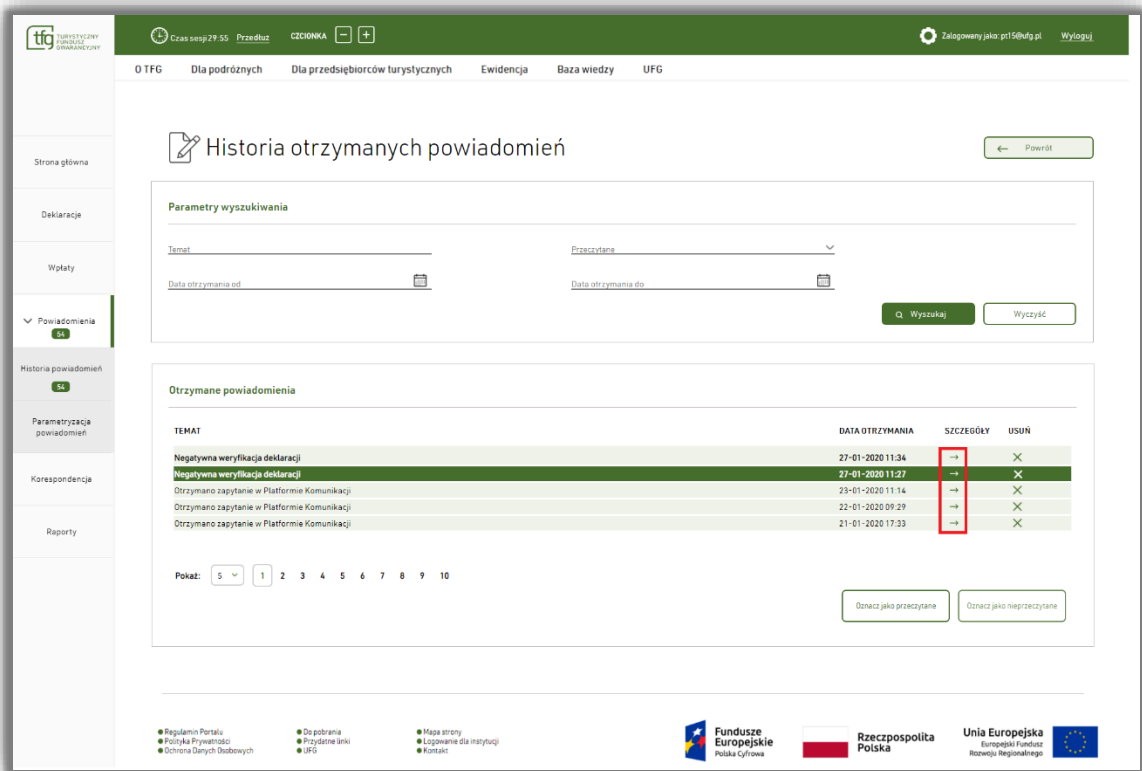 tfg TURYSTYCZNY
FUNDUSZ
GWARANCYJNY
Czas sesji 29:55 Przedłuż CZCIONKA − +
Zalogowany jako: pt15@ufg.pl Wyloguj
O TFG Dla podróżnych Dla przedsiębiorców turystycznych Ewidencja Baza wiedzy UFG
Strona główna
Deklaracje
Wpłaty
Powiadomienia
54
Historia powiadomień
54
Parametryzacja
powiadomień
Korespondencja
Raporty
Historia otrzymanych powiadomień
← Powrót
Parametry wyszukiwania
Temat Przeczytane
Data otrzymania od Data otrzymania do
Wyszukaj Wyczyść
Otrzymane powiadomienia
TEMAT DATA OTRZYMANIA SZCZEGÓŁY USUŃ
Negatywna weryfikacja deklaracji 27-01-2020 11:34 → ×
Negatywna weryfikacja deklaracji 27-01-2020 11:27 → ×
Otrzymano zapytanie w Platformie Komunikacji 23-01-2020 11:14 → ×
Otrzymano zapytanie w Platformie Komunikacji 22-01-2020 09:29 → ×
Otrzymano zapytanie w Platformie Komunikacji 21-01-2020 17:33 → ×
Pokaż: 5 1 2 3 4 5 6 7 8 9 10
Oznacz jako przeczytane Oznacz jako nieprzeczytane
Regulamin Portalu
Polityka Prywatności
Ochrona Danych Osobowych
Do pobrania
Przydatne linki
UFG
Mapa strony
Logowanie dla instytucji
Kontakt
Fundusze
Europejskie
Polska Cyfrowa
Rzeczpospolita
Polska
Unia Europejska
Europejski Fundusz
Rozwoju Regionalnego